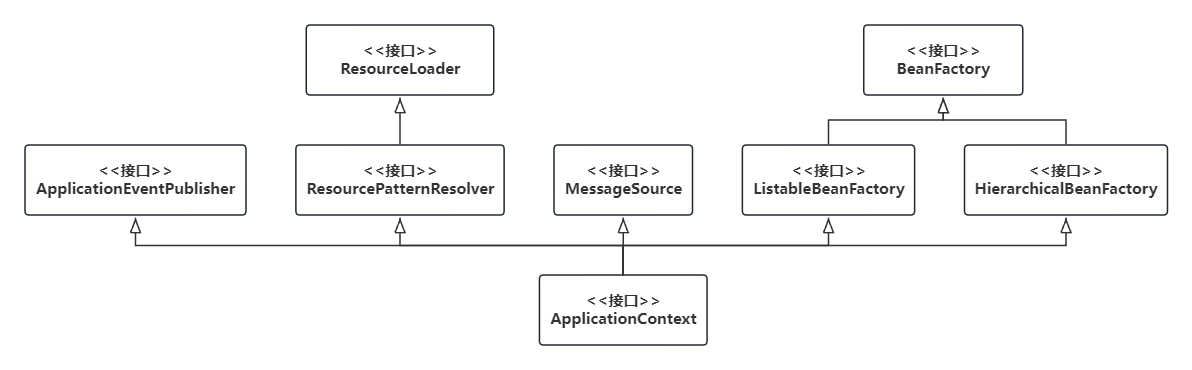 <<接口>>
ResourceLoader
<<接口>>
BeanFactory
<<接口>>
ApplicationEventPublisher
<<接口>>
ResourcePatternResolver
<<接口>>
MessageSource
<<接口>>
ListableBeanFactory
<<接口>>
HierarchicalBeanFactory
<<接口>>
ApplicationContext